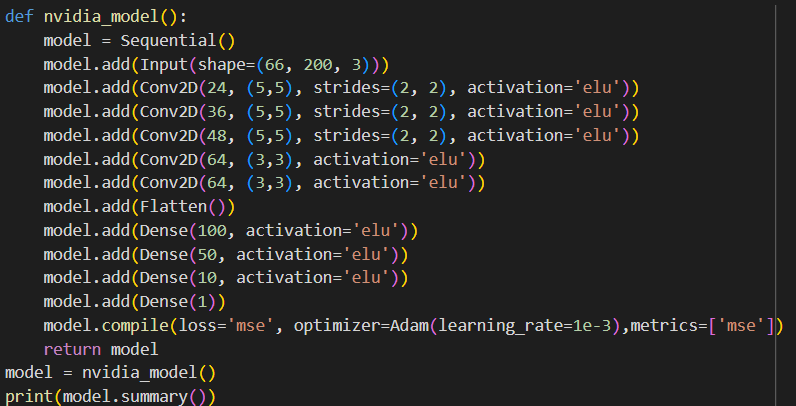 def nvidia_model():
    model = Sequential()
    model.add(Input(shape=(66, 200, 3)))
    model.add(Conv2D(24, (5,5), strides=(2, 2), activation='elu'))
    model.add(Conv2D(36, (5,5), strides=(2, 2), activation='elu'))
    model.add(Conv2D(48, (5,5), strides=(2, 2), activation='elu'))
    model.add(Conv2D(64, (3,3), activation='elu'))
    model.add(Conv2D(64, (3,3), activation='elu'))
    model.add(Flatten())
    model.add(Dense(100, activation='elu'))
    model.add(Dense(50, activation='elu'))
    model.add(Dense(10, activation='elu'))
    model.add(Dense(1))
    model.compile(loss='mse', optimizer=Adam(learning_rate=1e-3),metrics=['mse'])
    return model
model = nvidia_model()
print(model.summary())